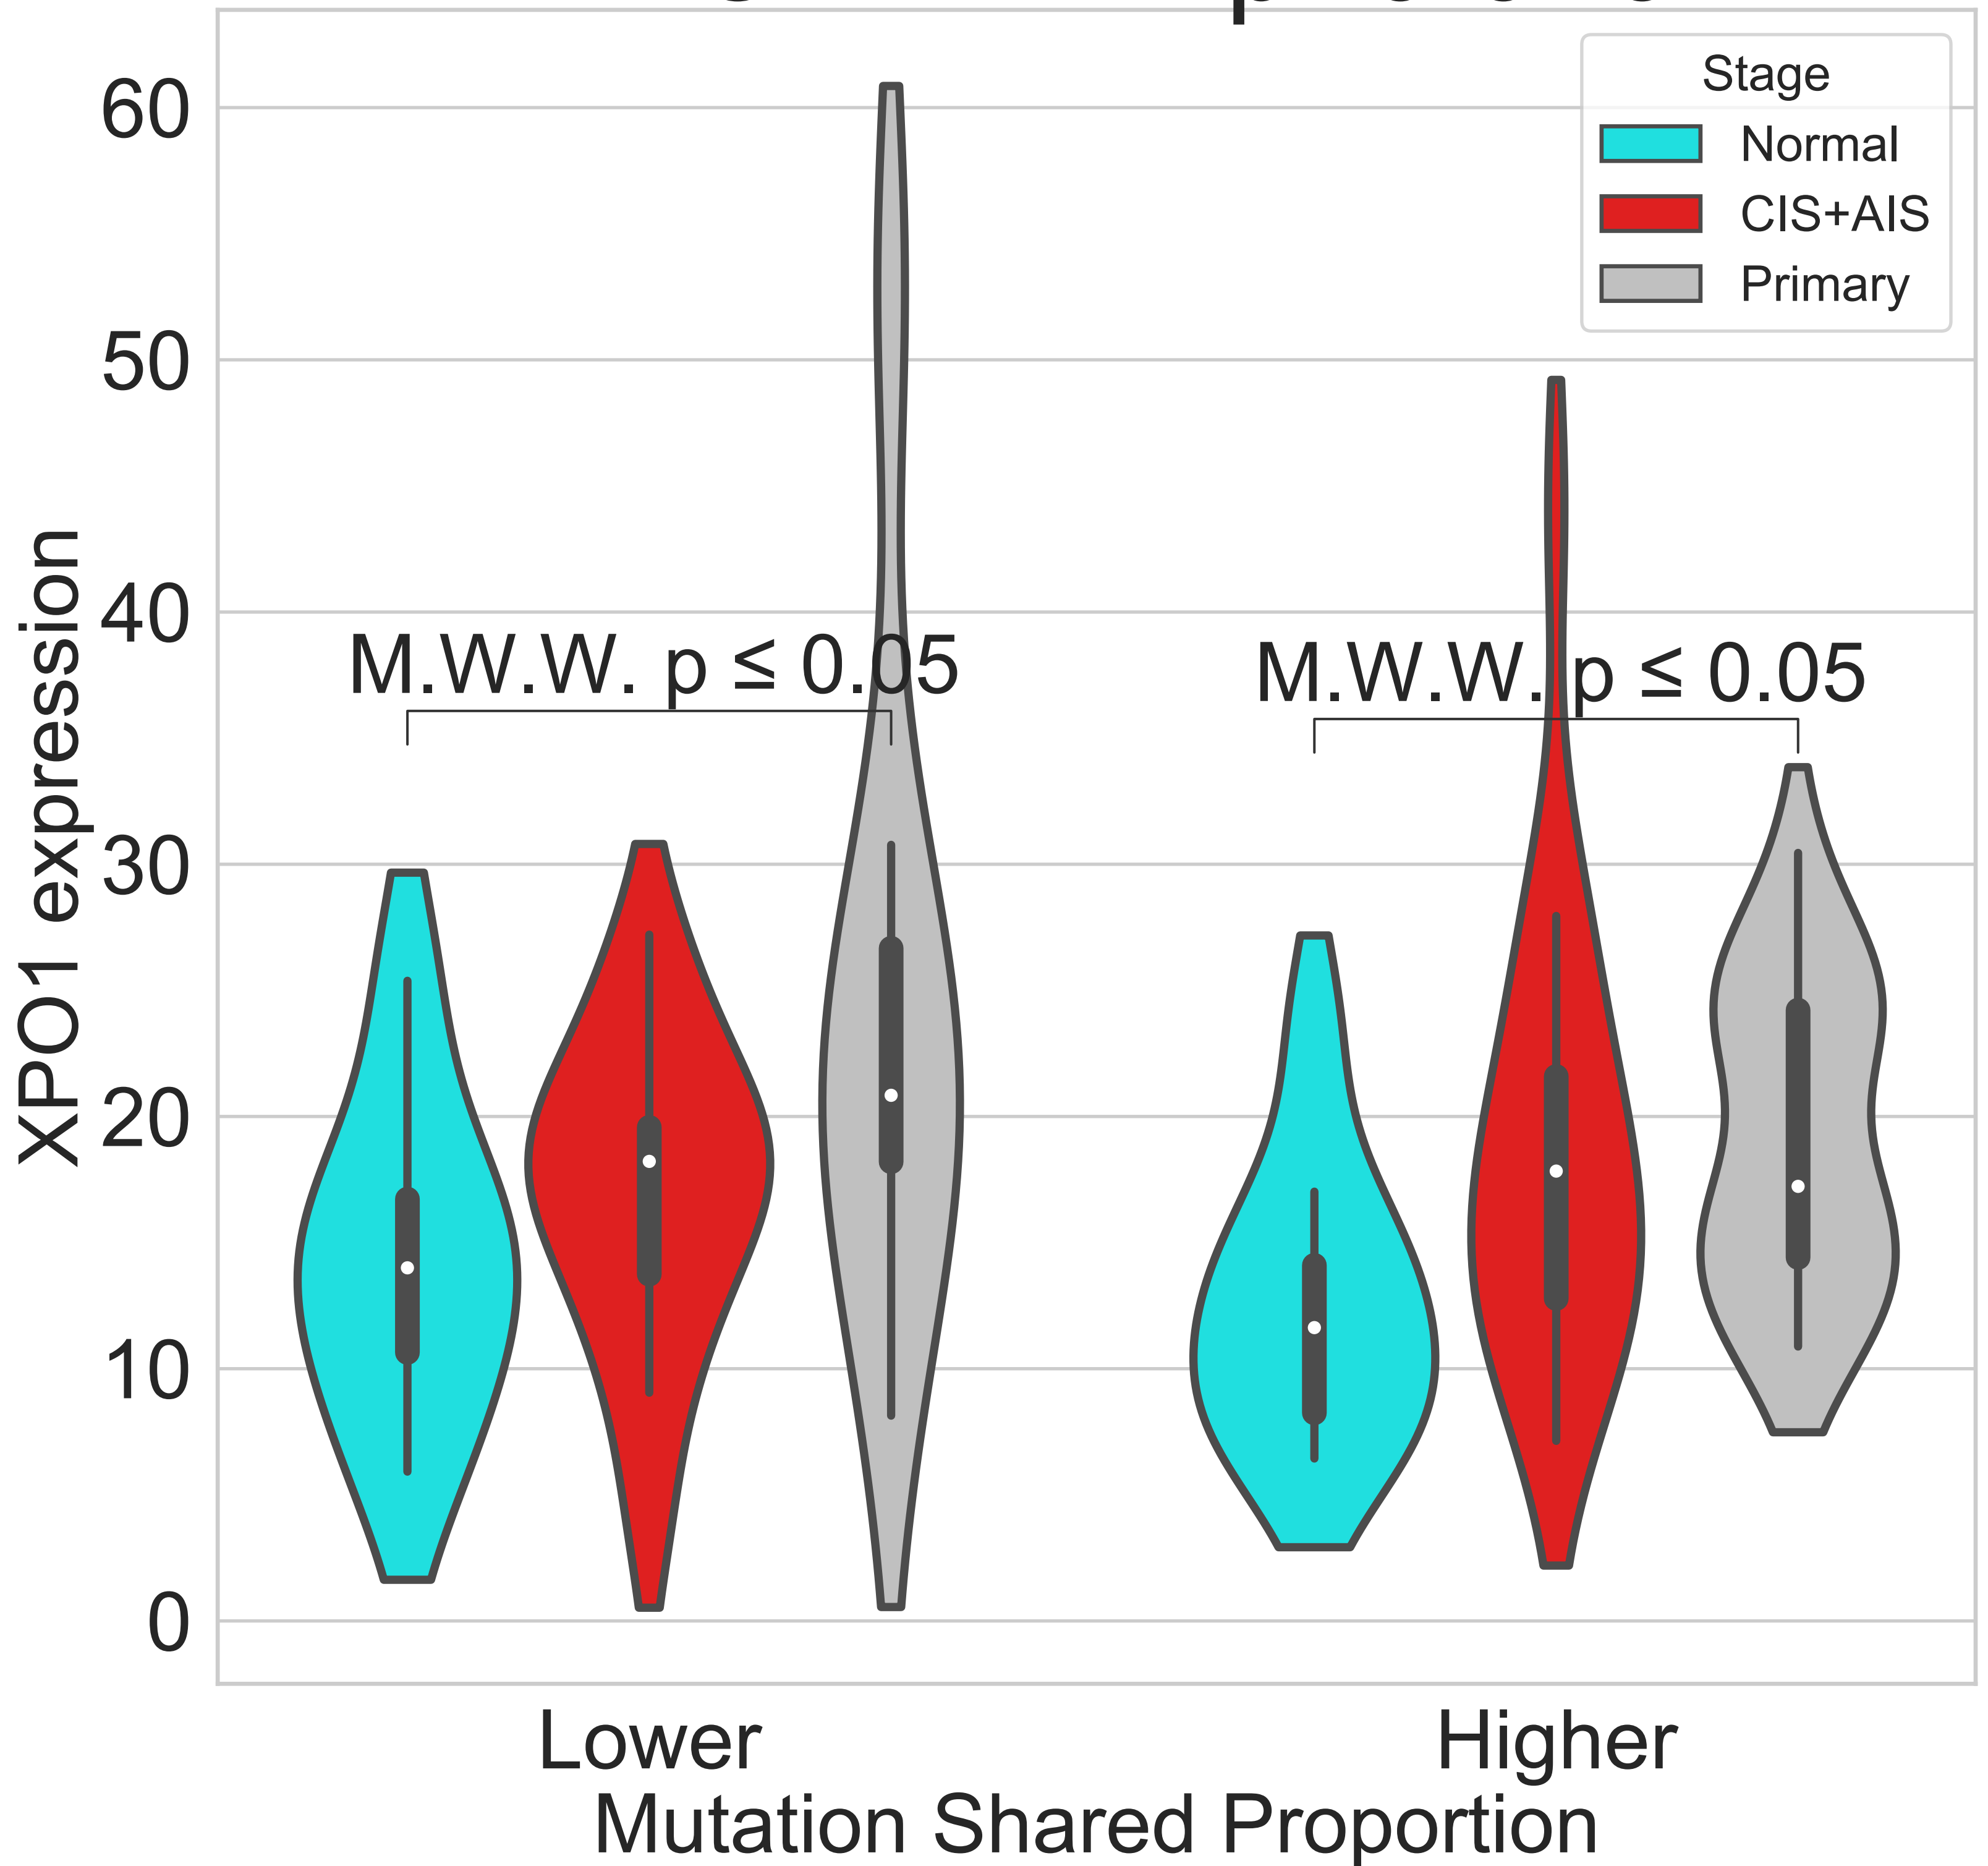 Stage
Normal
CIS+AIS
Primary
60
50
40
30
20
10
0
XPO1 expression
M.W.W. p ≤ 0.05
M.W.W. p ≤ 0.05
Lower
Higher
Mutation Shared Proportion